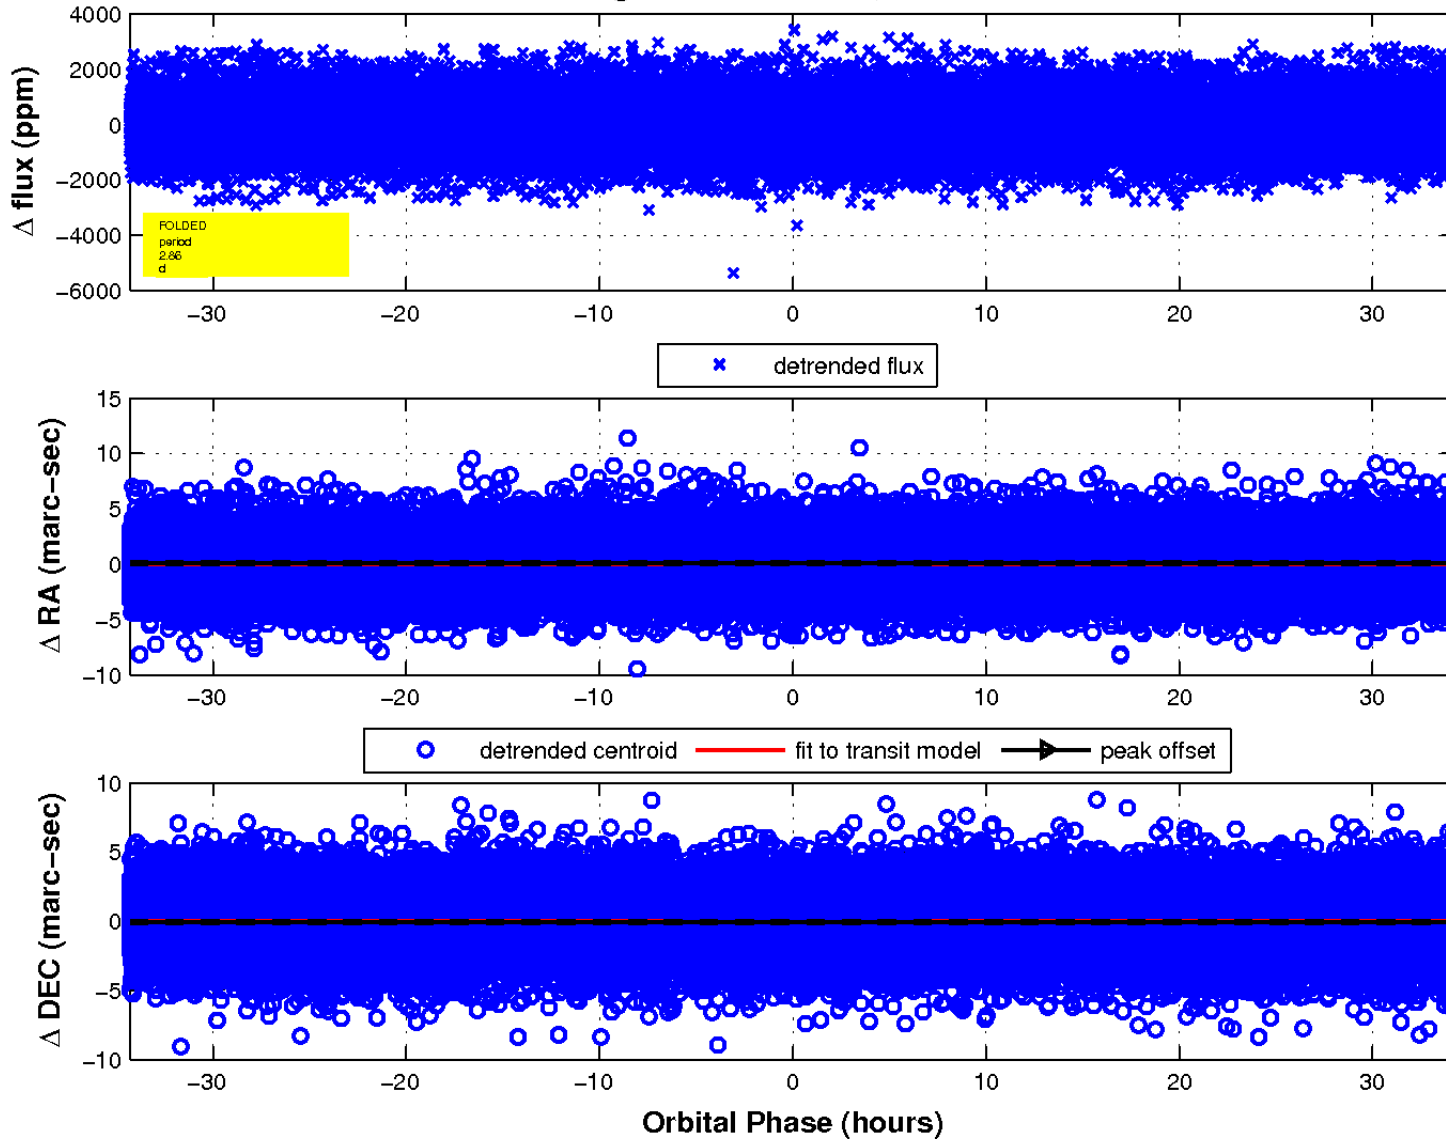 4000
2000
0
−2000
−4000
−6000
Δ flux (ppm)
FOLDED
period
2.86
d
−30 −20 −10 0 10 20 30
detrended flux
15
10
5
0
−5
−10
Δ RA (marc−sec)
−30 −20 −10 0 10 20 30
detrended centroid fit to transit model peak offset
10
5
0
−5
−10
Δ DEC (marc−sec)
−30 −20 −10 0 10 20 30
Orbital Phase (hours)